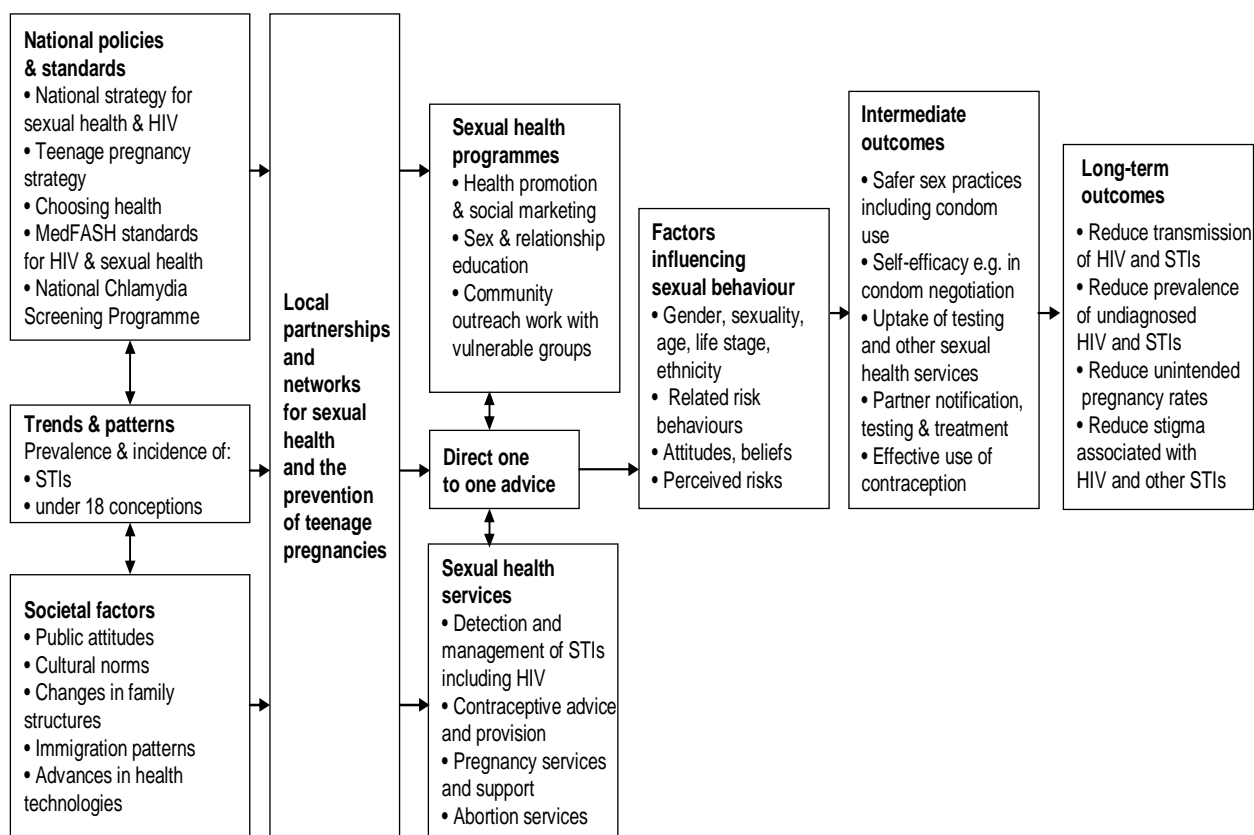 National policies
& standards
• National strategy for
sexual health & HIV
• Teenage pregnancy
strategy
• Choosing health
• MedFASH standards
for HIV & sexual health
• National Chlamydia
Screening Programme
Trends & patterns
Prevalence & incidence of:
• STIs
• under 18 conceptions
Societal factors
• Public attitudes
• Cultural norms
• Changes in family
structures
• Immigration patterns
• Advances in health
technologies
Local
partnerships
and
networks
for sexual
health
and the
prevention
of teenage
pregnancies
Sexual health
programmes
• Health promotion
& social marketing
• Sex & relationship
education
• Community
outreach work with
vulnerable groups
Direct one
to one advice
Sexual health
services
• Detection and
management of STIs
including HIV
• Contraceptive advice
and provision
• Pregnancy services
and support
• Abortion services
Factors
influencing
sexual behaviour
• Gender, sexuality,
age, life stage,
ethnicity
• Related risk
behaviours
• Attitudes, beliefs
• Perceived risks
Intermediate
outcomes
• Safer sex practices
including condom
use
• Self-efficacy e.g. in
condom negotiation
• Uptake of testing
and other sexual
health services
• Partner notification,
testing & treatment
• Effective use of
contraception
Long-term
outcomes
• Reduce transmission
of HIV and STIs
• Reduce prevalence
of undiagnosed
HIV and STIs
• Reduce unintended
pregnancy rates
• Reduce stigma
associated with
HIV and other STIs